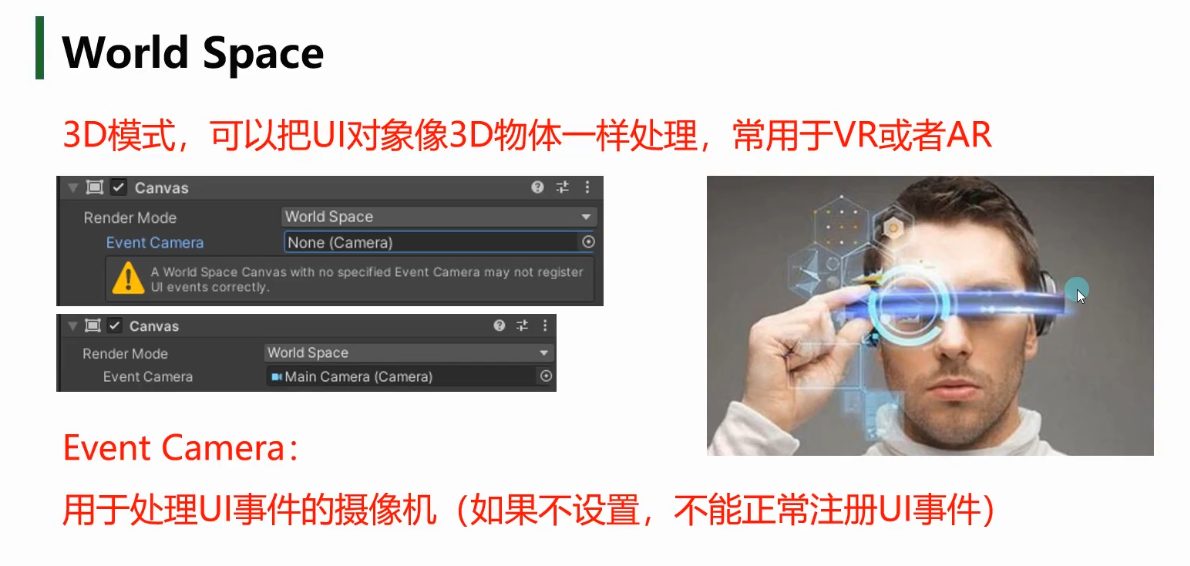 World Space
3D模式，可以把UI对象像3D物体一样处理，常用于VR或者AR
Canvas
Render Mode
World Space
Event Camera
None (Camera)
A World Space Canvas with no specified Event Camera may not register
UI events correctly.
Canvas
Render Mode
World Space
Event Camera
Main Camera (Camera)
Event Camera：
用于处理UI事件的摄像机（如果不设置，不能正常注册UI事件）